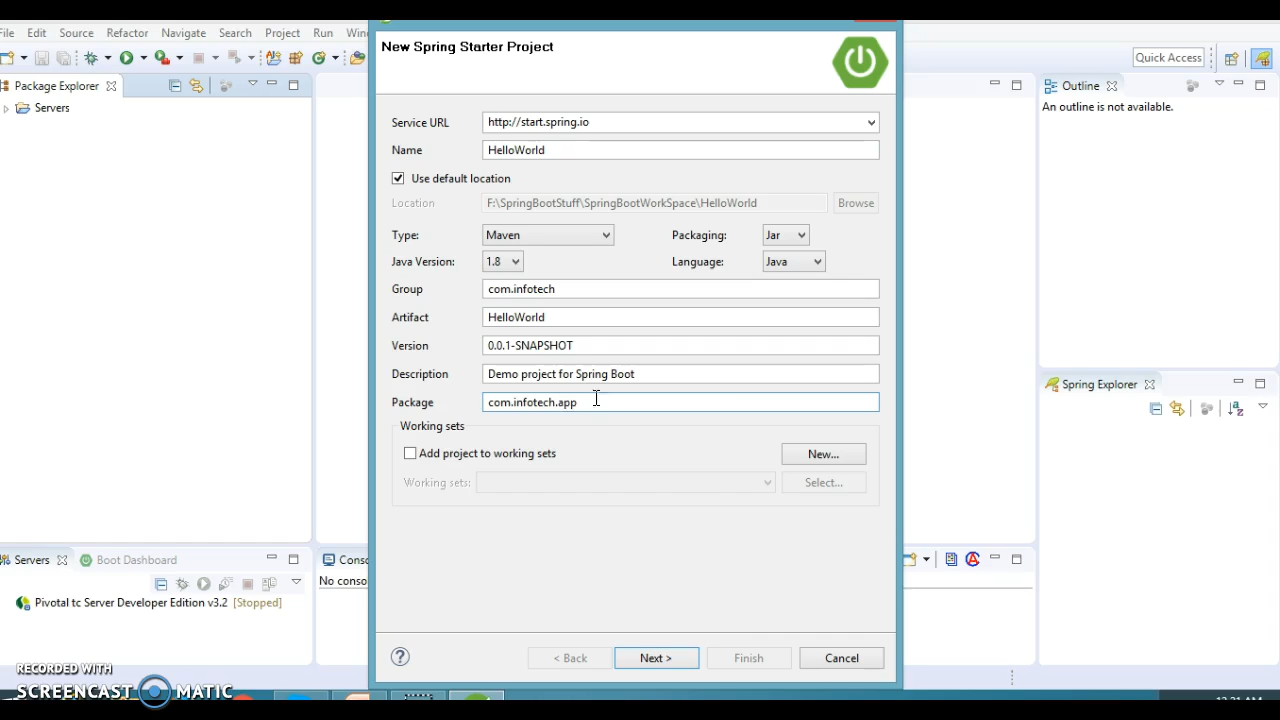 New Spring Starter Project
File Edit Source Refactor Navigate Search Project Run
Quick Access
Package Explorer
Servers
Outline
An outline is not available.
Service URL http://start.spring.io
Name HelloWorld
Use default location
Location F:\SpringBootStuff\SpringBootWorkSpace\HelloWorld Browse
Type: Maven Packaging: Jar
Java Version: 1.8 Language: Java
Group com.infotech
Artifact HelloWorld
Version 0.0.1-SNAPSHOT
Description Demo project for Spring Boot
Package com.infotech.app
Working sets
Add project to working sets New...
Working sets: Select...
Spring Explorer
Servers Boot Dashboard
Pivotal tc Server Developer Edition v3.2 [Stopped]
Conso
No conso
< Back Next > Finish Cancel
RECORDED WITH
SCREENCAST MATIC